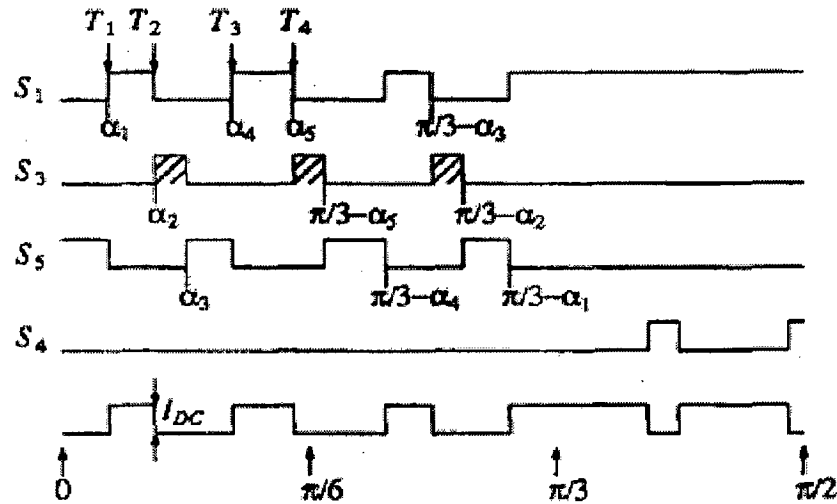 T1 T2 T3 T4
S1
α1 α4 α5 π/3−α3
S3
α2 π/3−α5 π/3−α2
S5
α3 π/3−α4 π/3−α1
S4
IDC
0 π/6 π/3 π/2